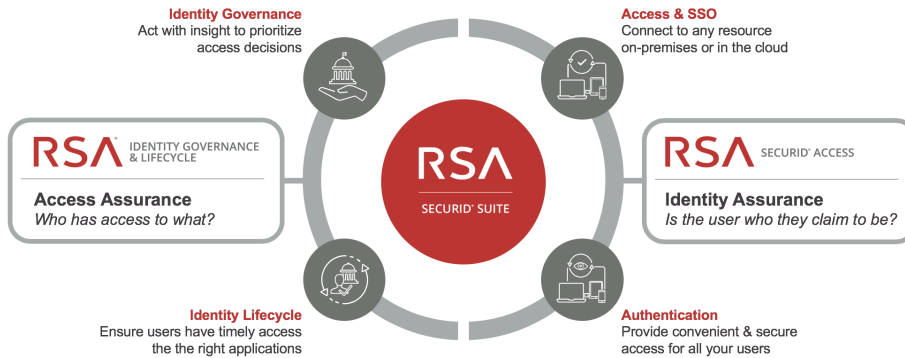 Identity Governance
Act with insight to prioritize
access decisions
Access & SSO
Connect to any resource
on-premises or in the cloud
RSA® IDENTITY GOVERNANCE
& LIFECYCLE
Access Assurance
Who has access to what?
RSA
SECURID® SUITE
RSA SECURID® ACCESS
Identity Assurance
Is the user who they claim to be?
Identity Lifecycle
Ensure users have timely access
the the right applications
Authentication
Provide convenient & secure
access for all your users